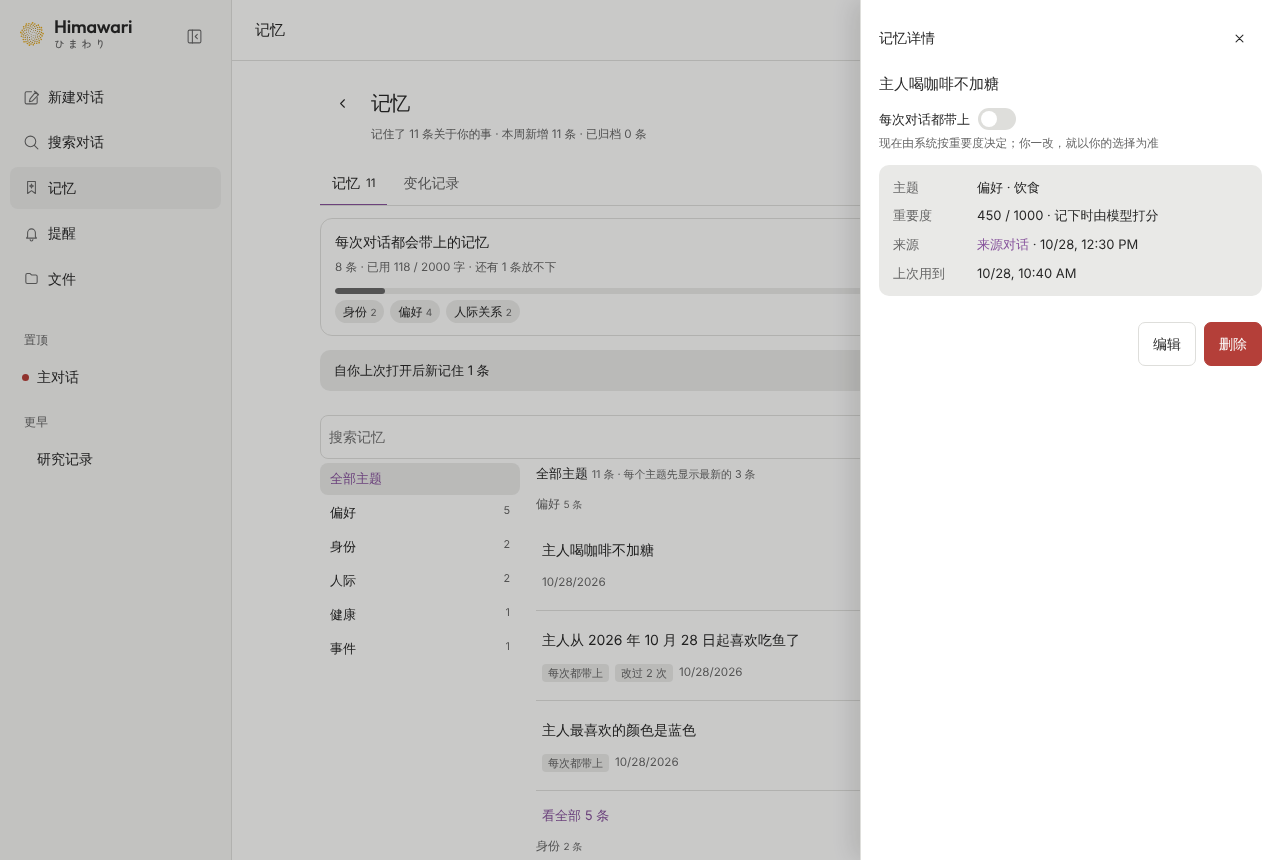 Himawari
ひまわり
新建对话
搜索对话
记忆
提醒
文件
置顶
主对话
更早
研究记录
记忆
记忆
记住了 11 条关于你的事 · 本周新增 11 条 · 已归档 0 条
记忆 11
变化记录
每次对话都会带上的记忆
8 条 · 已用 118 / 2000 字 · 还有 1 条放不下
身份 2
偏好 4
人际关系 2
自你上次打开后新记住 1 条
搜索记忆
全部主题
偏好 5
身份 2
人际 2
健康 1
事件 1
全部主题 11 条 · 每个主题先显示最新的 3 条
偏好 5 条
主人喝咖啡不加糖
10/28/2026
主人从 2026 年 10 月 28 日起喜欢吃鱼了
每次都带上 改过 2 次 10/28/2026
主人最喜欢的颜色是蓝色
每次都带上 10/28/2026
看全部 5 条
身份 2 条
记忆详情
主人喝咖啡不加糖
每次对话都带上
现在由系统按重要度决定；你一改，就以你的选择为准
主题 偏好 · 饮食
重要度 450 / 1000 · 记下时由模型打分
来源 来源对话 · 10/28, 12:30 PM
上次用到 10/28, 10:40 AM
编辑
删除